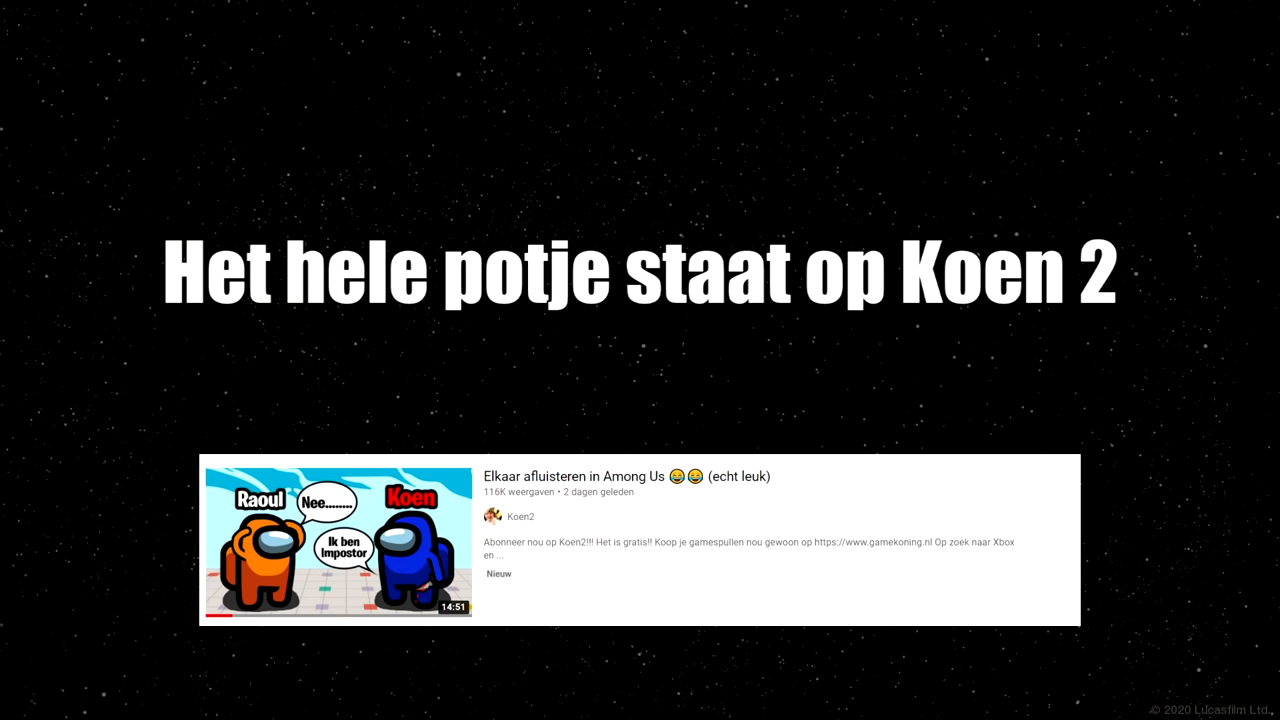 Het hele potje staat op Koen 2
Raoul
Nee........
Koen
Ik ben
Impostor
14:51
Elkaar afluisteren in Among Us 😂😂 (echt leuk)
116K weergaven • 2 dagen geleden
Koen2
Abonneer nou op Koen2!!! Het is gratis!! Koop je gamespullen nou gewoon op https://www.gamekoning.nl Op zoek naar Xbox
en ...
Nieuw
© 2020 Lucasfilm Ltd.